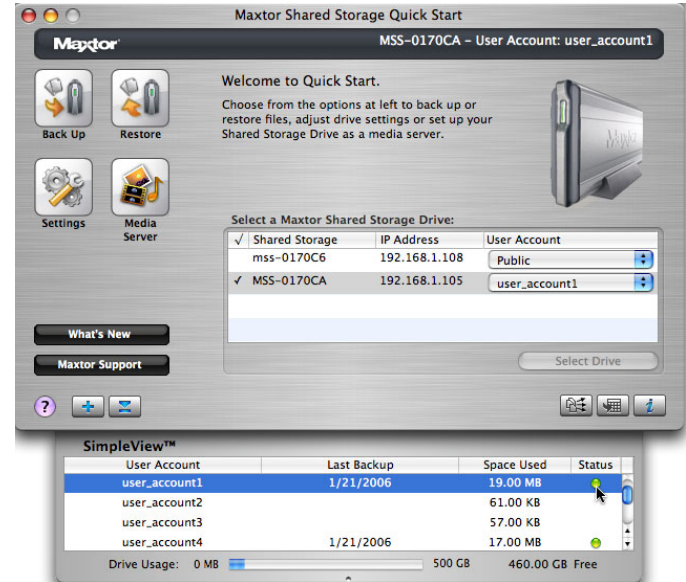 Maxtor Shared Storage Quick Start
Maxtor
MSS-0170CA – User Account: user_account1
Back Up
Restore
Settings
Media
Server
Welcome to Quick Start.
Choose from the options at left to back up or
restore files, adjust drive settings or set up your
Shared Storage Drive as a media server.
Maxtor
Select a Maxtor Shared Storage Drive:
√ Shared Storage IP Address User Account
mss-0170C6 192.168.1.108 Public
✓ MSS-0170CA 192.168.1.105 user_account1
What's New
Maxtor Support
Select Drive
?
i
SimpleView™
User Account Last Backup Space Used Status
user_account1 1/21/2006 19.00 MB
user_account2 61.00 KB
user_account3 57.00 KB
user_account4 1/21/2006 17.00 MB
Drive Usage: 0 MB 500 GB 460.00 GB Free